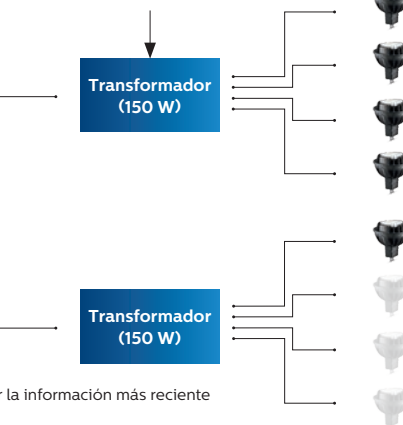 Transformador
(150 W)
Transformador
(150 W)
la información más reciente